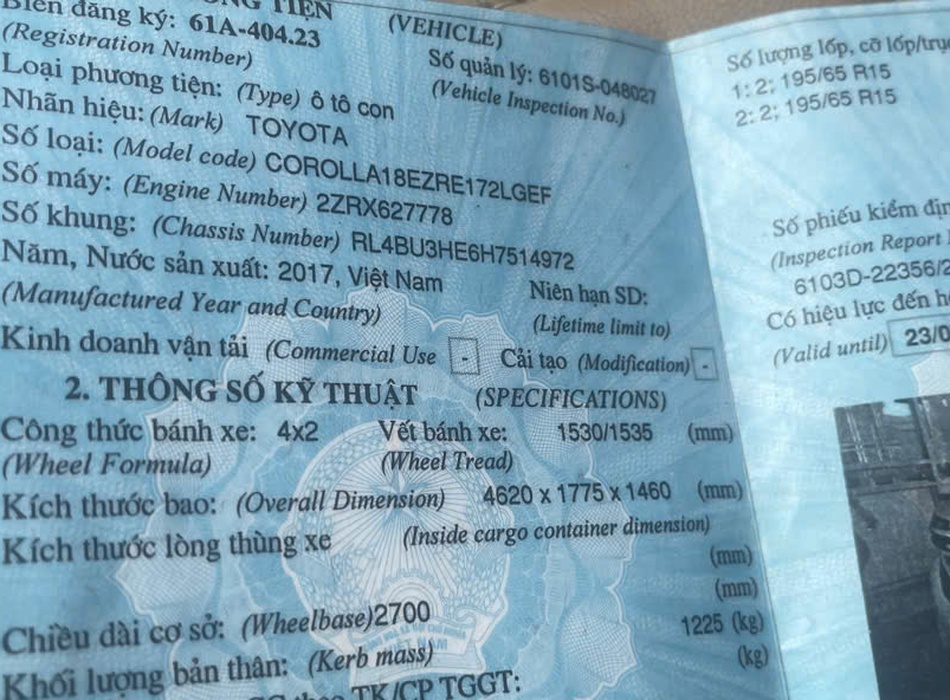 TIỆN (VEHICLE)
Biển đăng ký: 61A-404.23
(Registration Number)
Số quản lý: 6101S-048027
(Vehicle Inspection No.)
Loại phương tiện: (Type) ô tô con
Nhãn hiệu: (Mark) TOYOTA
Số loại: (Model code) COROLLA18EZRE172LGEF
Số máy: (Engine Number) 2ZRX627778
Số khung: (Chassis Number) RL4BU3HE6H7514972
Năm, Nước sản xuất: 2017, Việt Nam
(Manufactured Year and Country)
Niên hạn SD:
(Lifetime limit to)
Kinh doanh vận tải (Commercial Use - Cải tạo (Modification) -
2. THÔNG SỐ KỸ THUẬT (SPECIFICATIONS)
Công thức bánh xe: 4x2 Vết bánh xe: 1530/1535 (mm)
(Wheel Formula) (Wheel Tread)
Kích thước bao: (Overall Dimension) 4620 x 1775 x 1460 (mm)
Kích thước lòng thùng xe (Inside cargo container dimension)
(mm)
Chiều dài cơ sở: (Wheelbase)2700 (mm)
Khối lượng bản thân: (Kerb mass) 1225 (kg)
TK/CP TGGT: (kg)
Số lượng lốp, cỡ lốp/
1: 2; 195/65 R15
2: 2; 195/65 R15
Số phiếu kiểm
(Inspection Report
6103D-22356/2
Có hiệu lực đến
(Valid until) 23/0